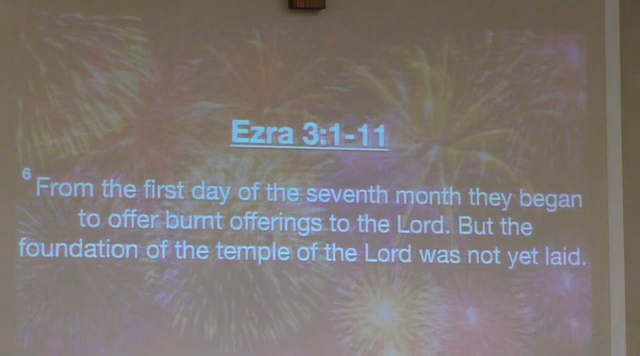 Ezra 3:1-11
6 From the first day of the seventh month they began
to offer burnt offerings to the Lord. But the
foundation of the temple of the Lord was not yet laid.